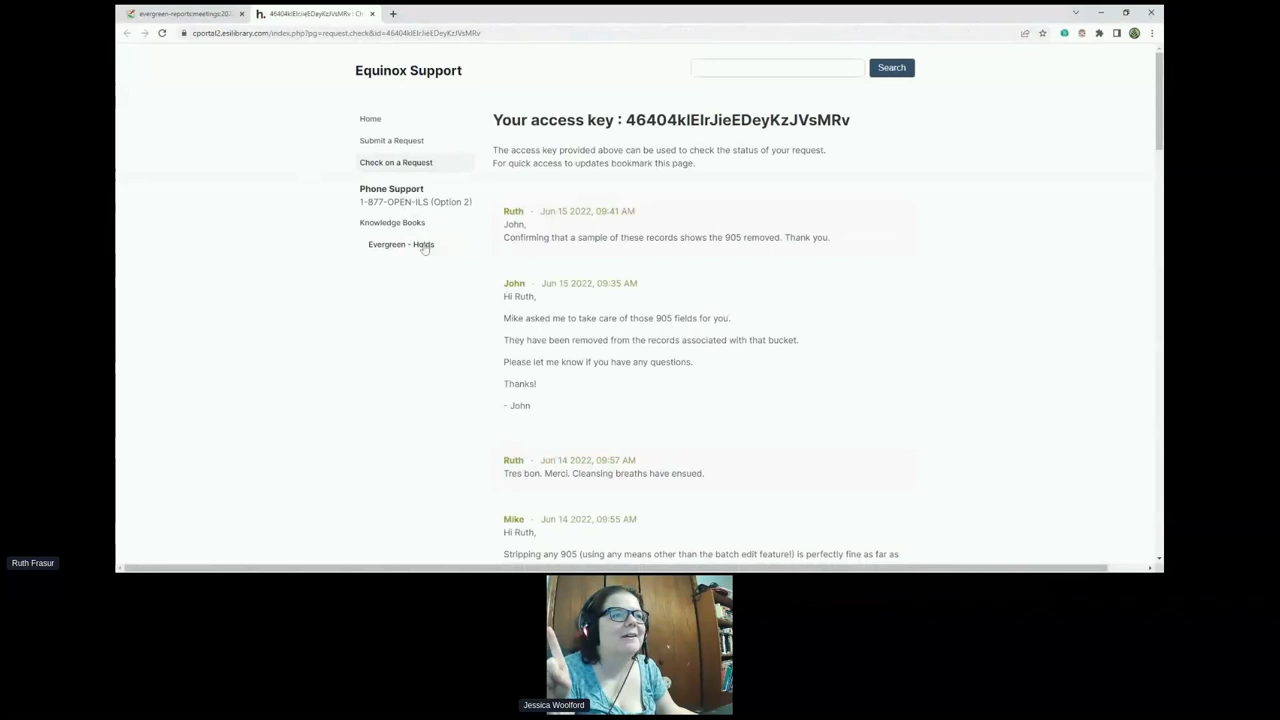 evergreen-reports:meetings:202
46404klEIrJieEDeyKzJVsMRv : Ch
cportal2.esilibrary.com/index.php?pg=request.check&id=46404klEIrJieEDeyKzJVsMRv
Equinox Support
Search
Home
Submit a Request
Check on a Request
Phone Support
1-877-OPEN-ILS (Option 2)
Knowledge Books
Evergreen - Holds
Your access key : 46404klEIrJieEDeyKzJVsMRv
The access key provided above can be used to check the status of your request.
For quick access to updates bookmark this page.
Ruth · Jun 15 2022, 09:41 AM
John,
Confirming that a sample of these records shows the 905 removed. Thank you.
John · Jun 15 2022, 09:35 AM
Hi Ruth,
Mike asked me to take care of those 905 fields for you.
They have been removed from the records associated with that bucket.
Please let me know if you have any questions.
Thanks!
- John
Ruth · Jun 14 2022, 09:57 AM
Tres bon. Merci. Cleansing breaths have ensued.
Mike · Jun 14 2022, 09:55 AM
Hi Ruth,
Stripping any 905 (using any means other than the batch edit feature!) is perfectly fine as far as
Ruth Frasur
Jessica Woolford